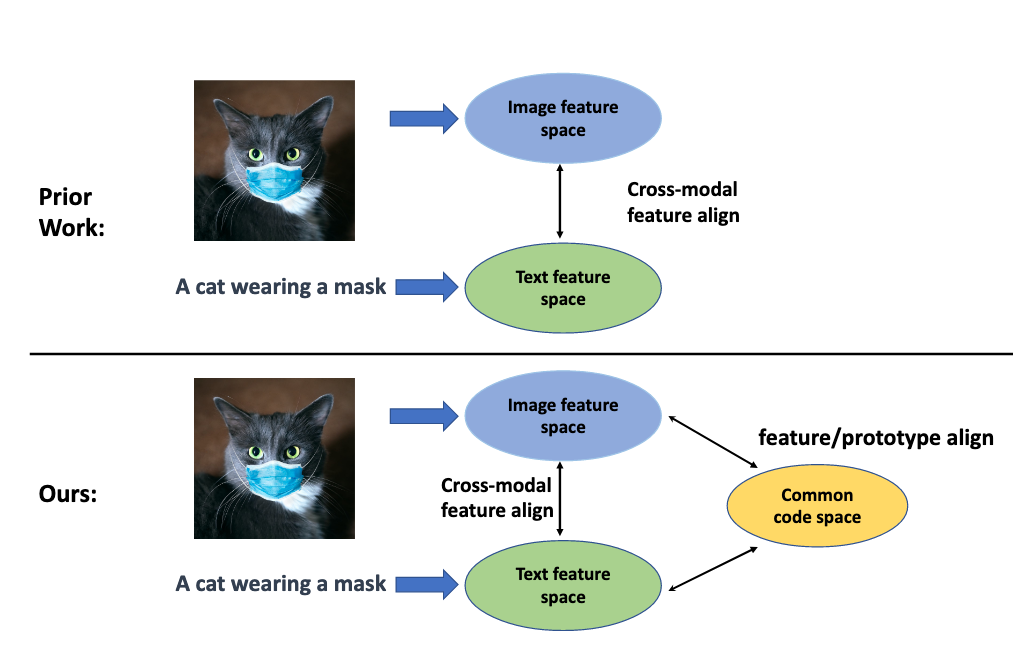 Image feature
space
Prior
Work:
Cross-modal
feature align
A cat wearing a mask
Text feature
space
Image feature
space
feature/prototype align
Ours:
Cross-modal
feature align
Common
code space
A cat wearing a mask
Text feature
space